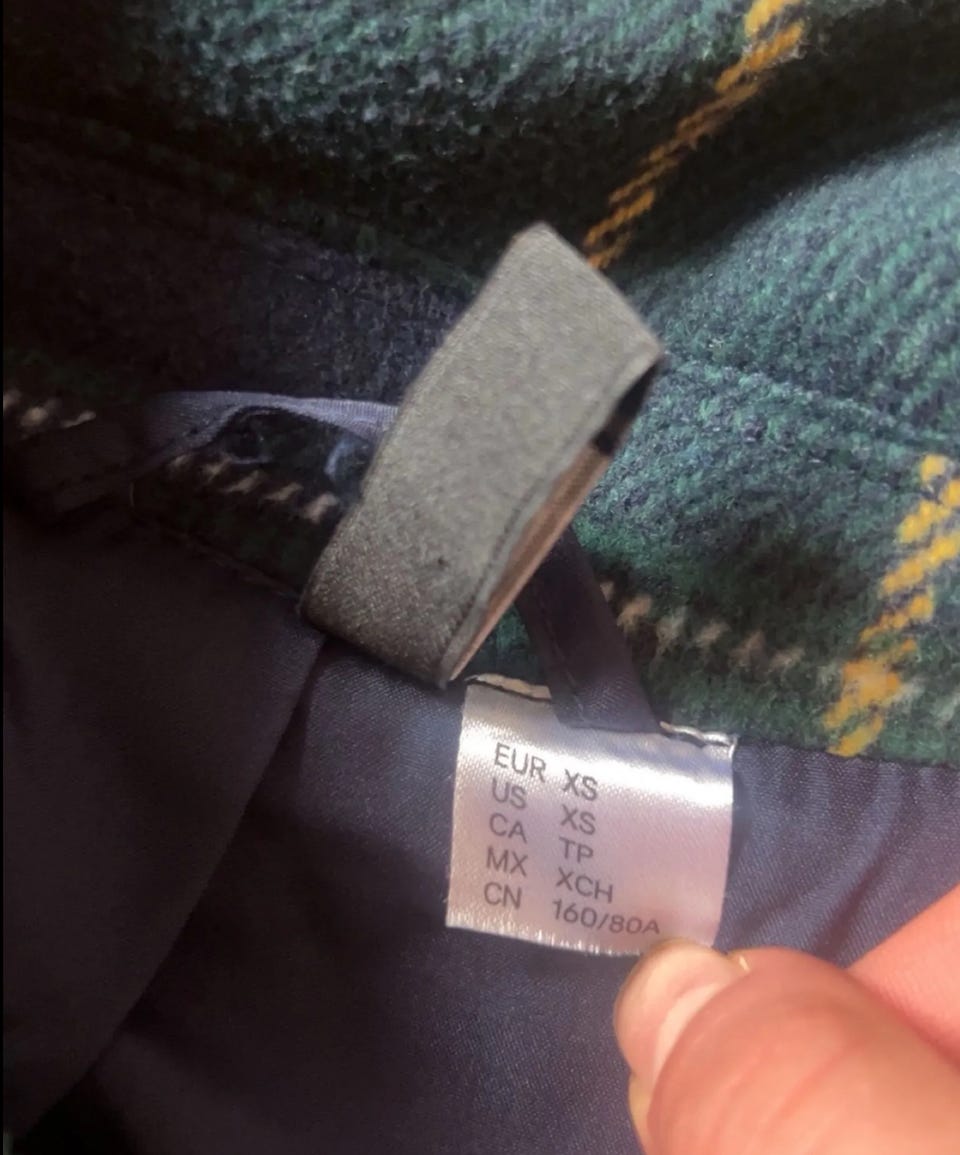 EUR XS
US XS
CA TP
MX XCH
CN 160/80A